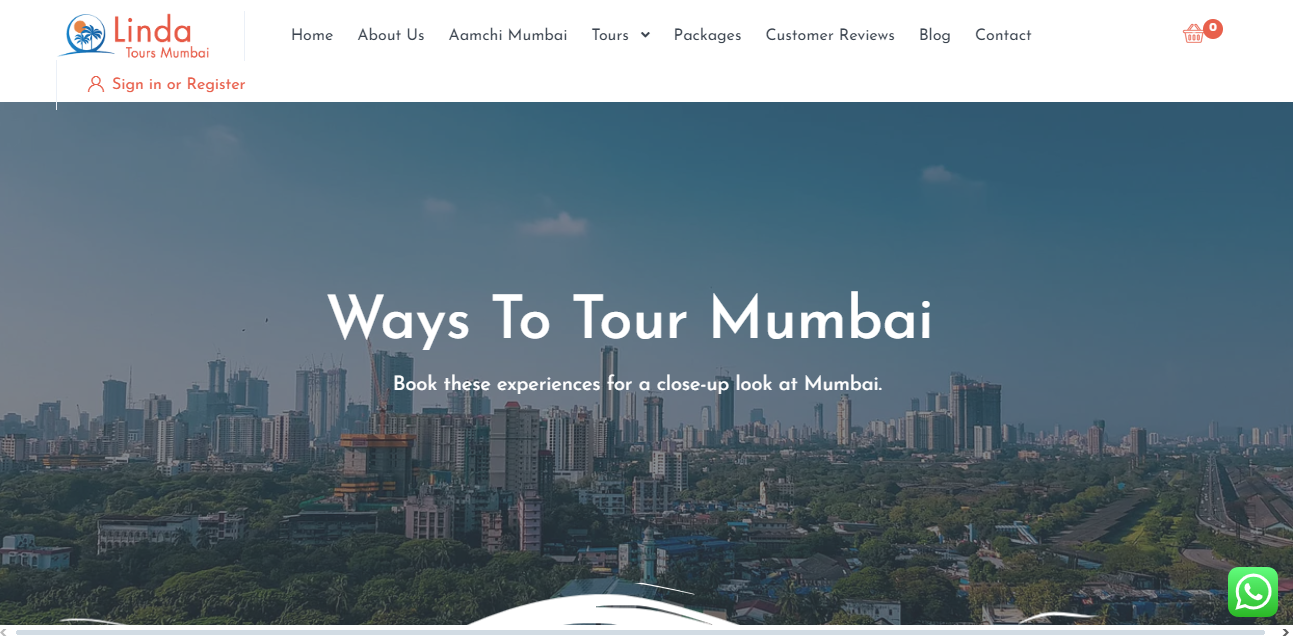 Linda
Tours Mumbai
Home About Us Aamchi Mumbai Tours Packages Customer Reviews Blog Contact
0
Sign in or Register
Ways To Tour Mumbai
Book these experiences for a close-up look at Mumbai.